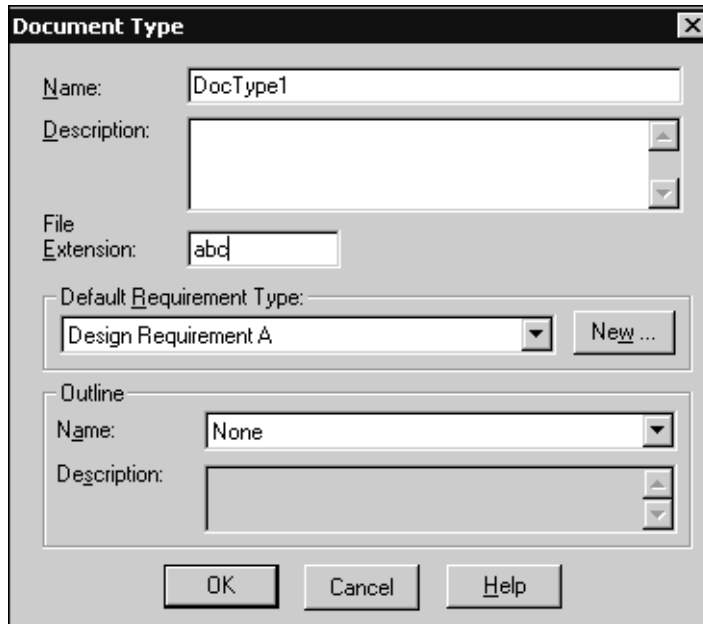 Document Type
Name: DocType1
Description:
File
Extension: abc
Default Requirement Type:
Design Requirement A New ...
Outline
Name: None
Description:
OK Cancel Help